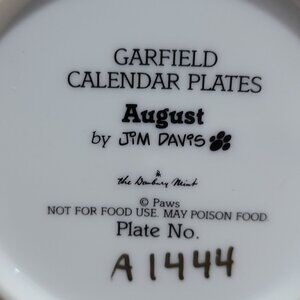 GARFIELD
CALENDAR PLATES
August
by JIM DAVIS
the Danbury Mint
© Paws
NOT FOR FOOD USE. MAY POISON FOOD.
Plate No.
A1444